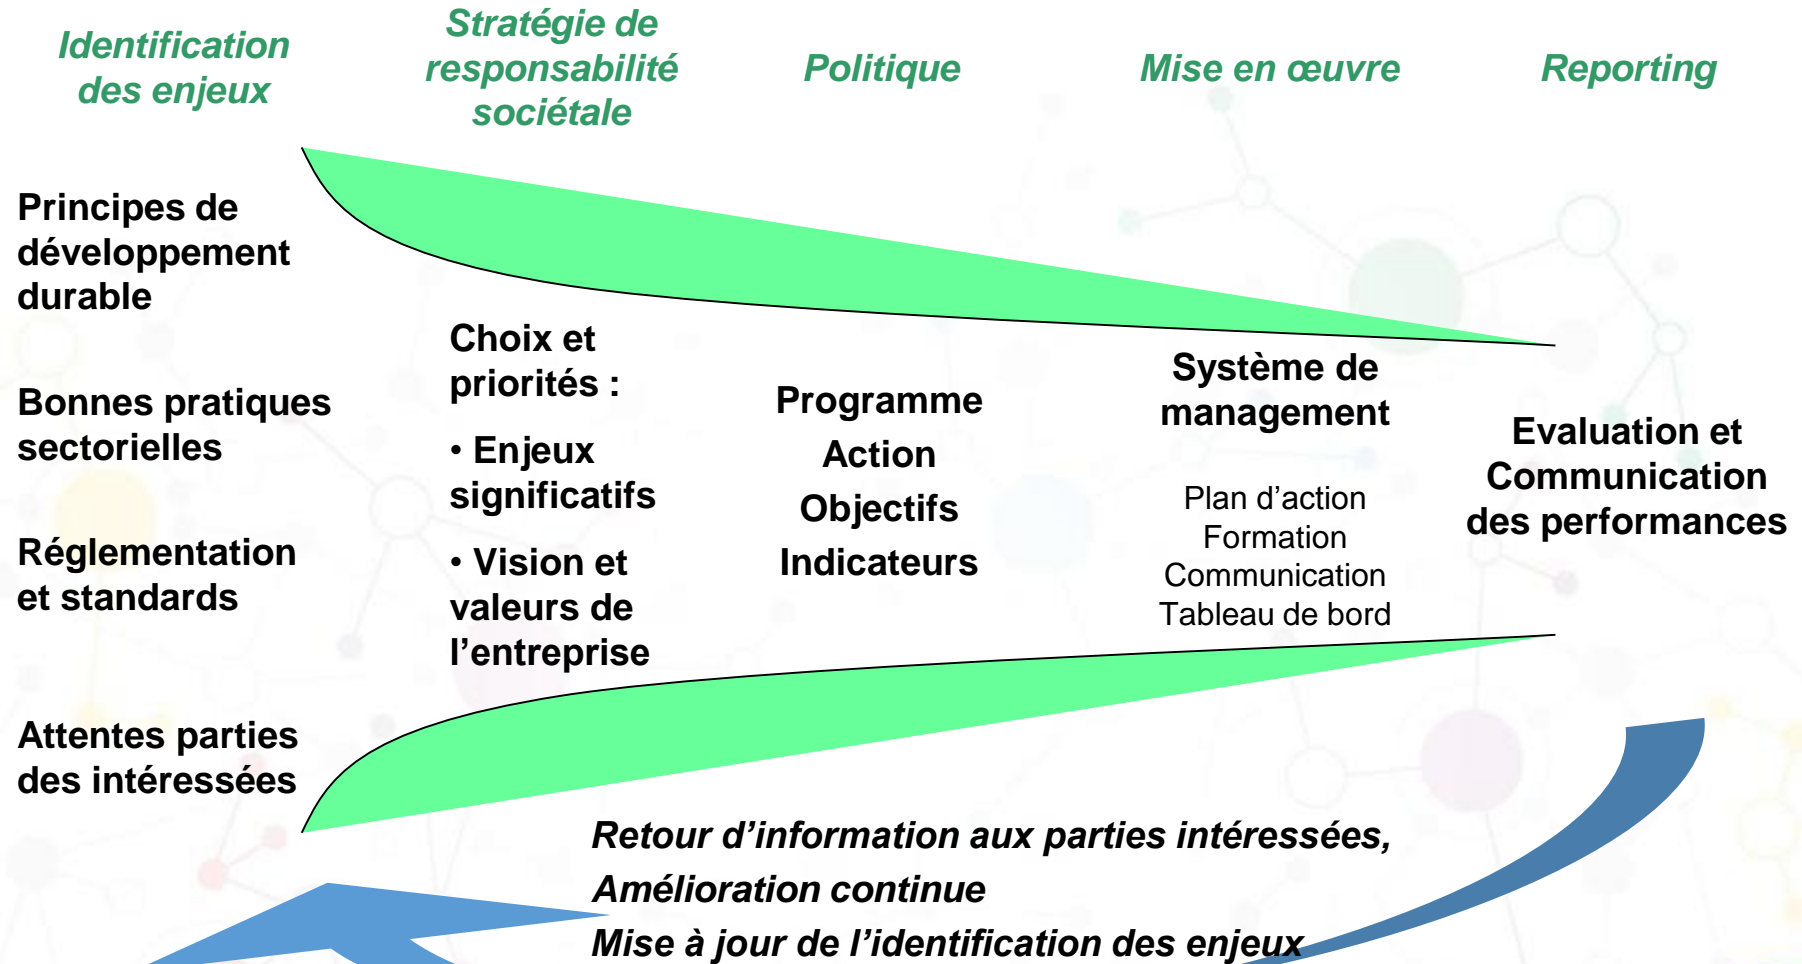 Identification
des enjeux
Stratégie de
responsabilité
sociétale
Politique
Mise en œuvre
Reporting
Principes de
développement
durable
Bonnes pratiques
sectorielles
Réglementation
et standards
Attentes parties
des intéressées
Choix et
priorités :
• Enjeux
significatifs
• Vision et
valeurs de
l’entreprise
Programme
Action
Objectifs
Indicateurs
Système de
management
Plan d’action
Formation
Communication
Tableau de bord
Evaluation et
Communication
des performances
Retour d’information aux parties intéressées,
Amélioration continue
Mise à jour de l’identification des enjeux